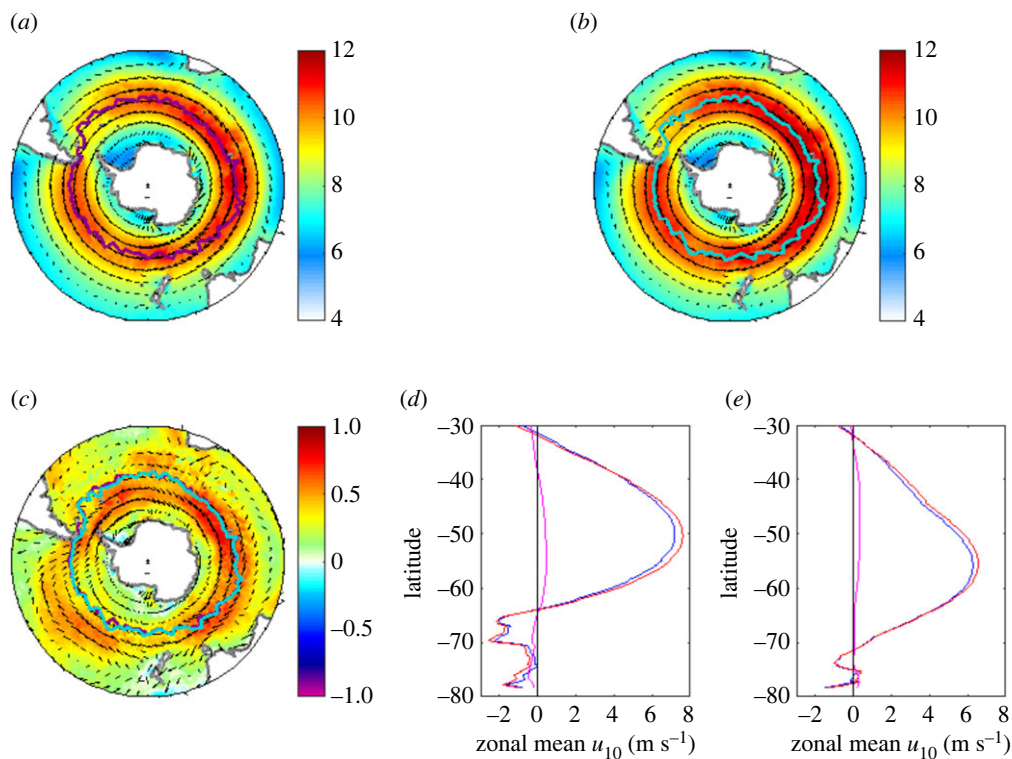 (a)
(b)
12
10
8
6
4
12
10
8
6
4
(c)
(d)
(e)
1.0
0.5
0
–0.5
–1.0
–30
–40
–50
–60
–70
–80
latitude
–2 0 2 4 6 8
zonal mean u10 (m s–1)
–30
–40
–50
–60
–70
–80
latitude
–2 0 2 4 6 8
zonal mean u10 (m s–1)